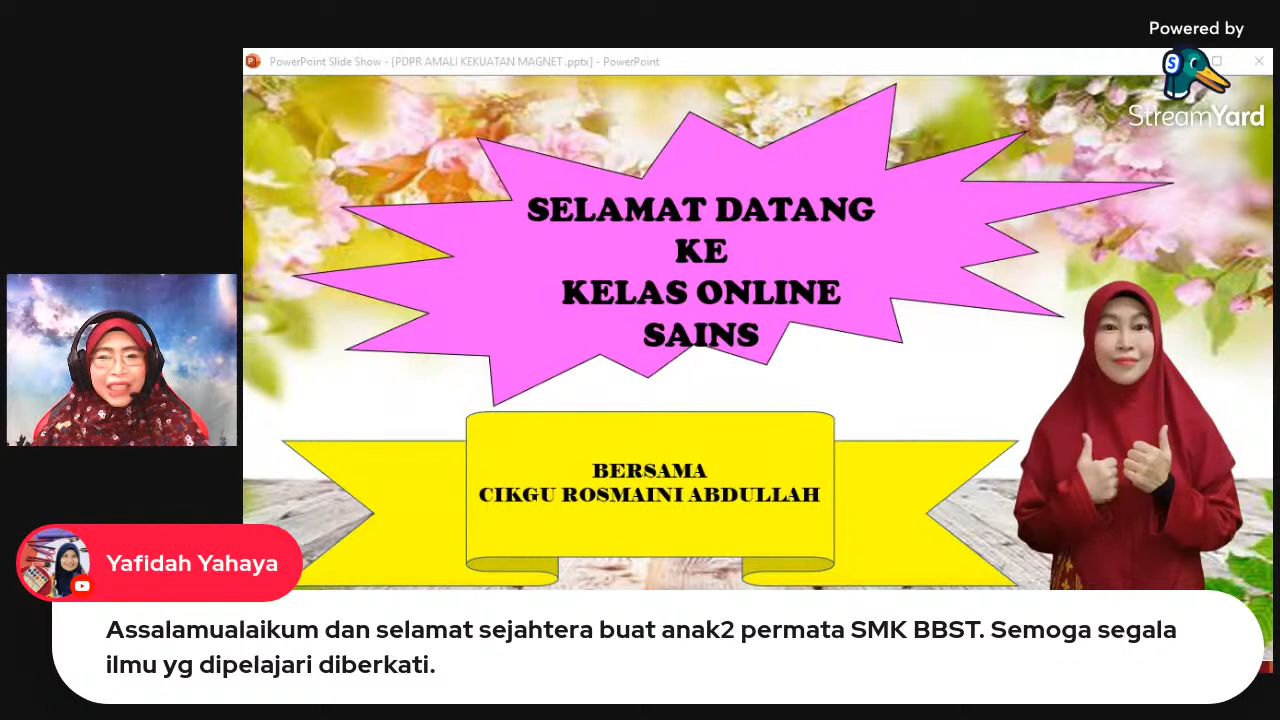 Powered by
PowerPoint Slide Show - [PDPR AMALI KEKUATAN MAGNET .pptx] - PowerPoint
StreamYard
SELAMAT DATANG
KE
KELAS ONLINE
SAINS
BERSAMA
CIKGU ROSMAINI ABDULLAH
Yafidah Yahaya
Assalamualaikum dan selamat sejahtera buat anak2 permata SMK BBST. Semoga segala
ilmu yg dipelajari diberkati.